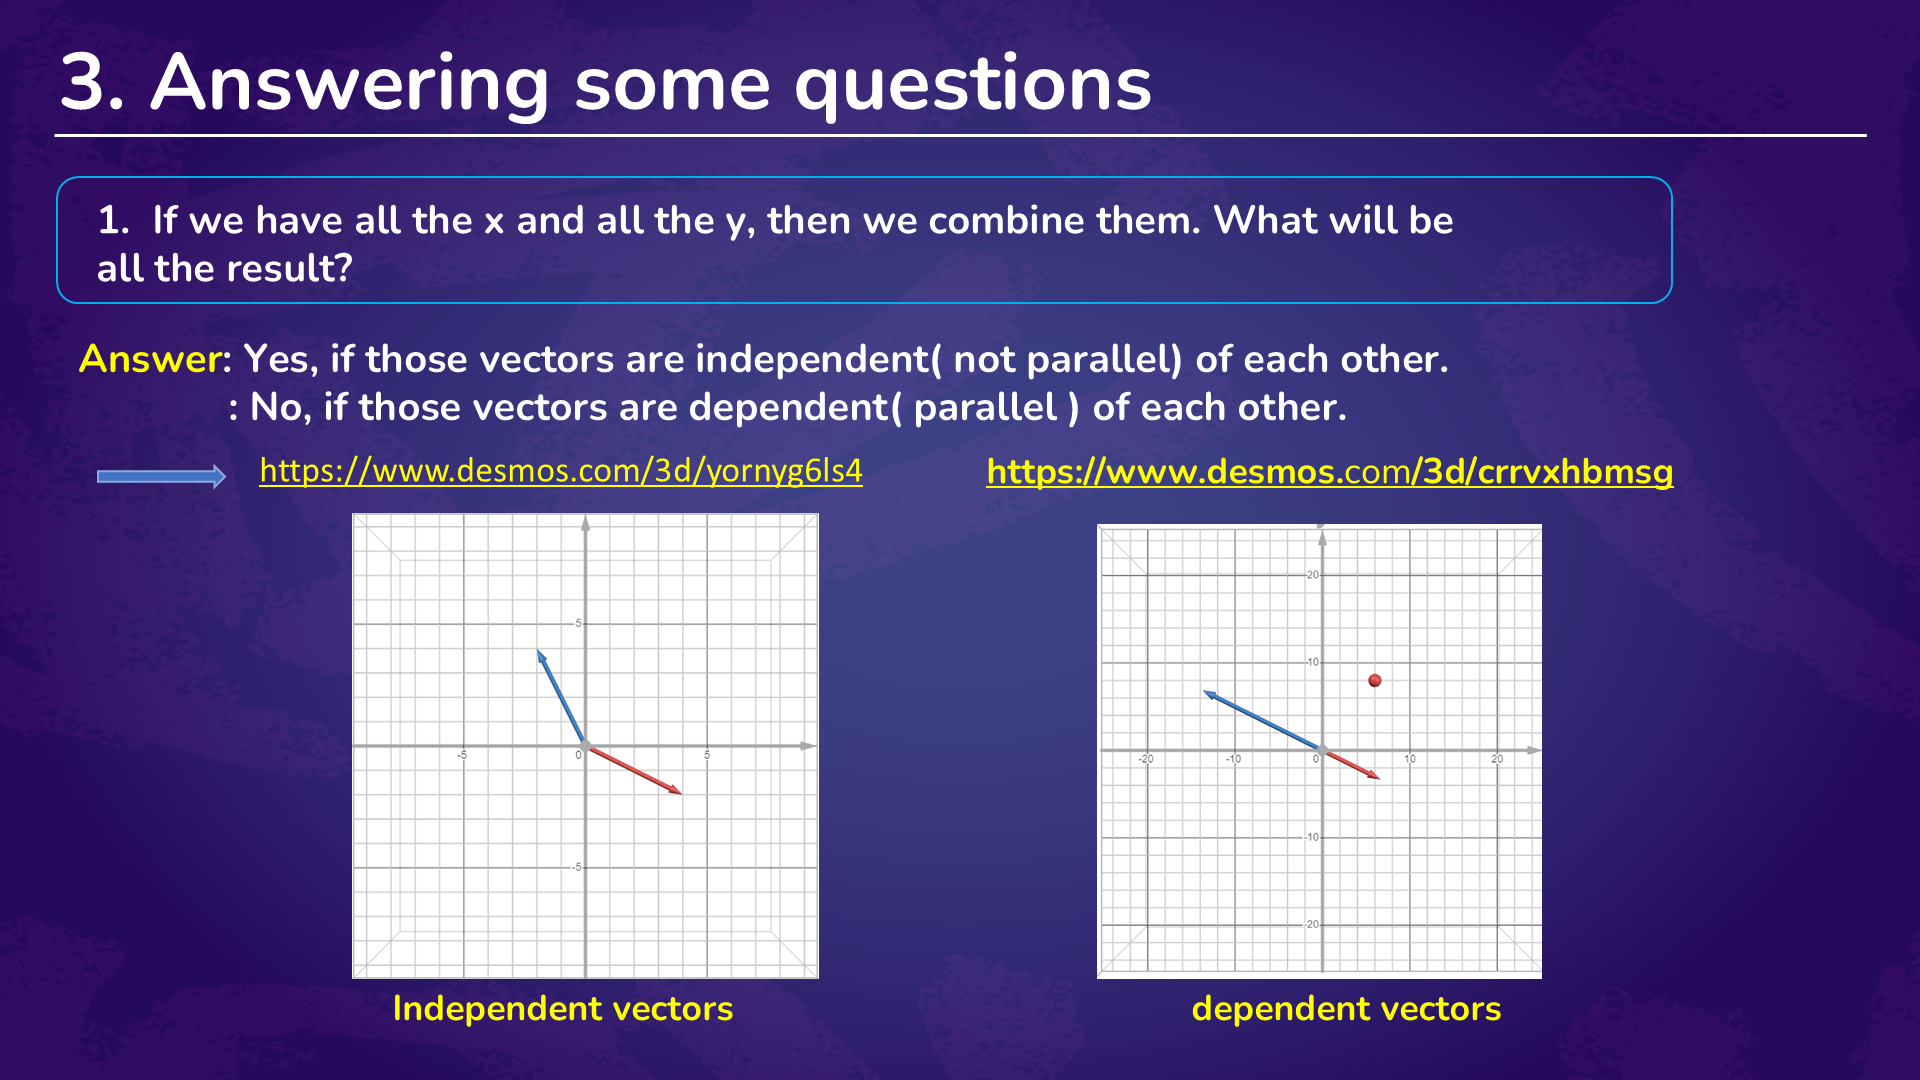 3. Answering some questions
1. If we have all the x and all the y, then we combine them. What will be
all the result?
Answer: Yes, if those vectors are independent( not parallel) of each other.
: No, if those vectors are dependent( parallel ) of each other.
https://www.desmos.com/3d/yornyg6ls4
https://www.desmos.com/3d/crrvxhbmsg
5
-5
0
5
-5
20
10
-20
-10
0
10
20
-10
-20
Independent vectors
dependent vectors